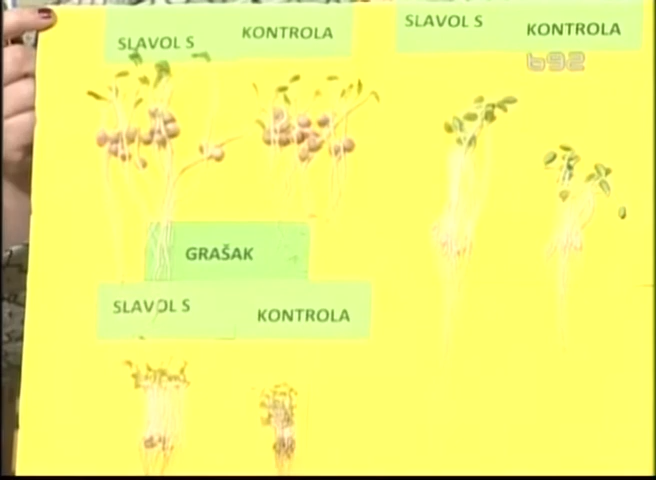 SLAVOL S
KONTROLA
SLAVOL S
KONTROLA
b92
GRAŠAK
SLAVOL S
KONTROLA